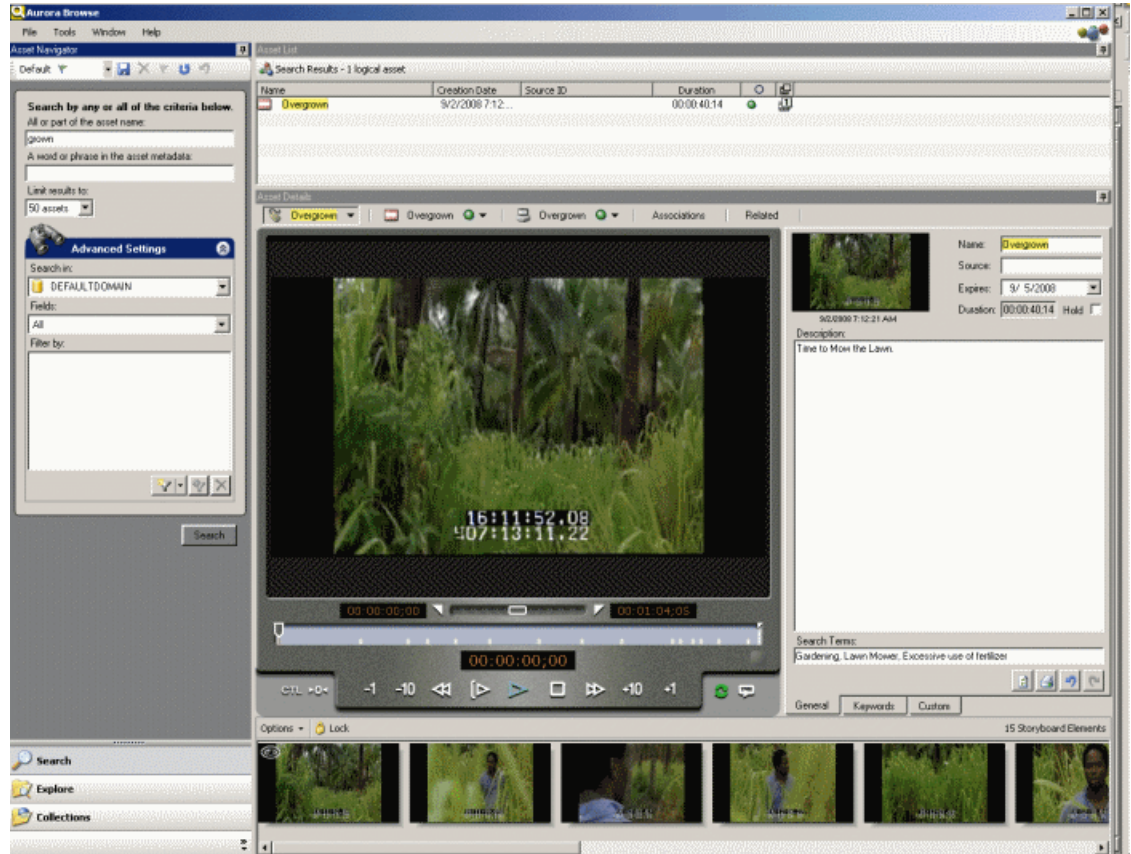 Aurora Browse
File Tools Window Help
Asset Navigator
Default
Search by any or all of the criteria below.
All or part of the asset name:
grown
A word or phrase in the asset metadata:
Limit results to:
50 assets
Advanced Settings
Search in:
DEFAULTDOMAIN
Fields:
All
Filter by:
Search
Search
Explore
Collections
Asset List
Search Results - 1 logical asset
Name Creation Date Source ID Duration
Overgrown 9/2/2008 7:12... 00:00:40;14 1
Asset Details
Overgrown Overgrown Overgrown Associations Related
16:11:52.08
07:13:11.22
00:00:00;00 00:01:04;05
00:00:00;00
CTL >0< -1 -10 +10 +1
9/2/2008 7:12:21 AM
Name: Overgrown
Source:
Expires: 9/ 5/2008
Duration: 00:00:40;14 Hold
Description:
Time to Mow the Lawn.
Search Terms:
Gardening, Lawn Mower, Excessive use of fertilizer
General Keywords Custom
Options Lock 15 Storyboard Elements